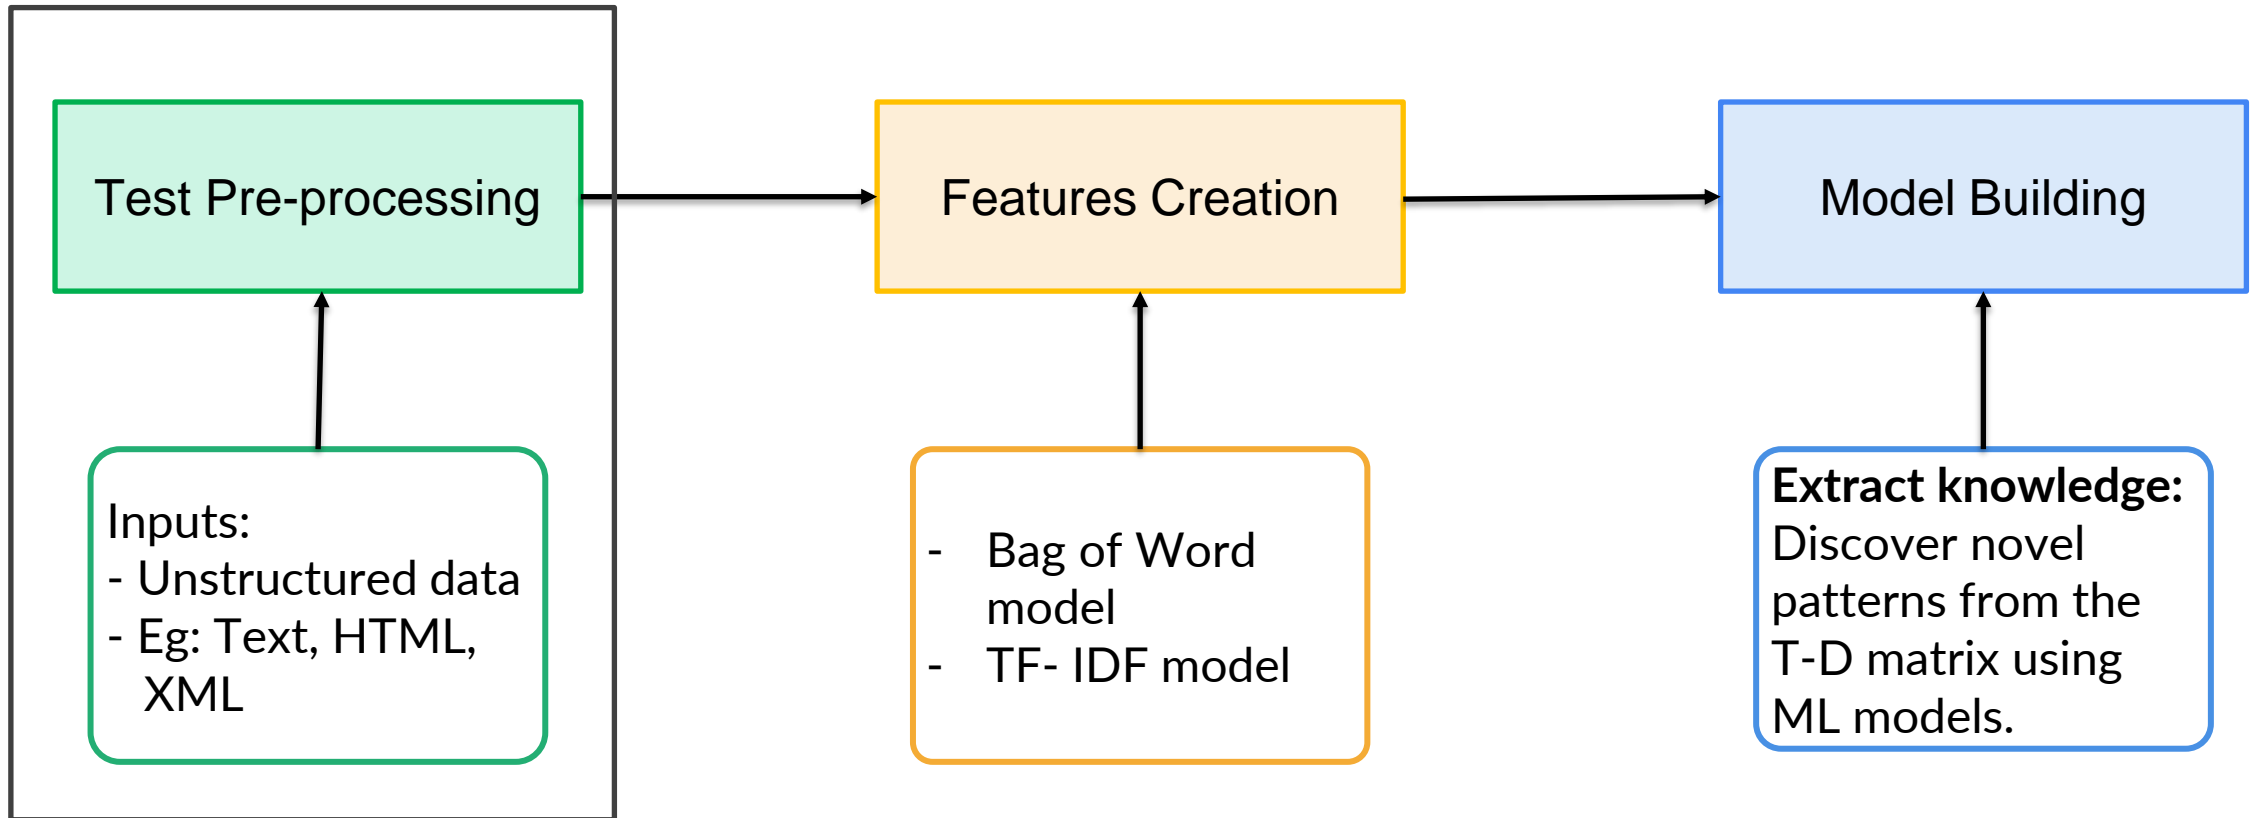 Test Pre-processing
Features Creation
Model Building
Inputs:
- Unstructured data
- Eg: Text, HTML,
XML
- Bag of Word
model
- TF- IDF model
Extract knowledge:
Discover novel
patterns from the
T-D matrix using
ML models.